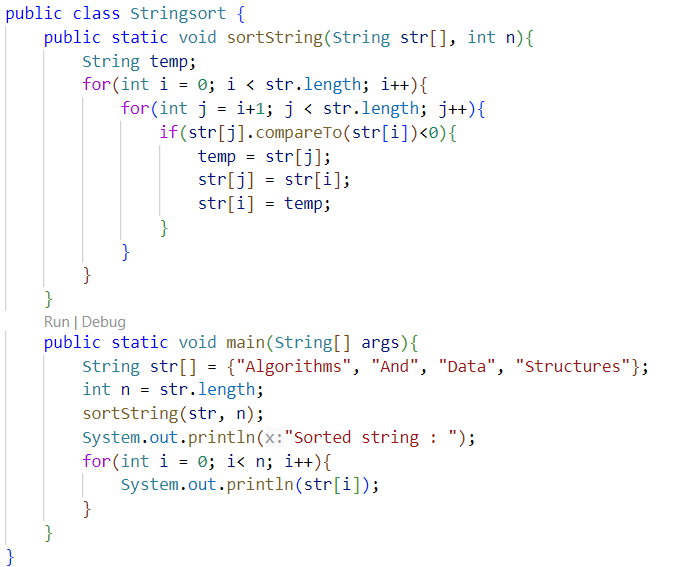 public class Stringsort {
    public static void sortString(String str[], int n){
        String temp;
        for(int i = 0; i < str.length; i++){
            for(int j = i+1; j < str.length; j++){
                if(str[j].compareTo(str[i])<0){
                    temp = str[j];
                    str[j] = str[i];
                    str[i] = temp;
                }
            }
        }
    }
    Run | Debug
    public static void main(String[] args){
        String str[] = {"Algorithms", "And", "Data", "Structures"};
        int n = str.length;
        sortString(str, n);
        System.out.println(x:"Sorted string : ");
        for(int i = 0; i< n; i++){
            System.out.println(str[i]);
        }
    }
}